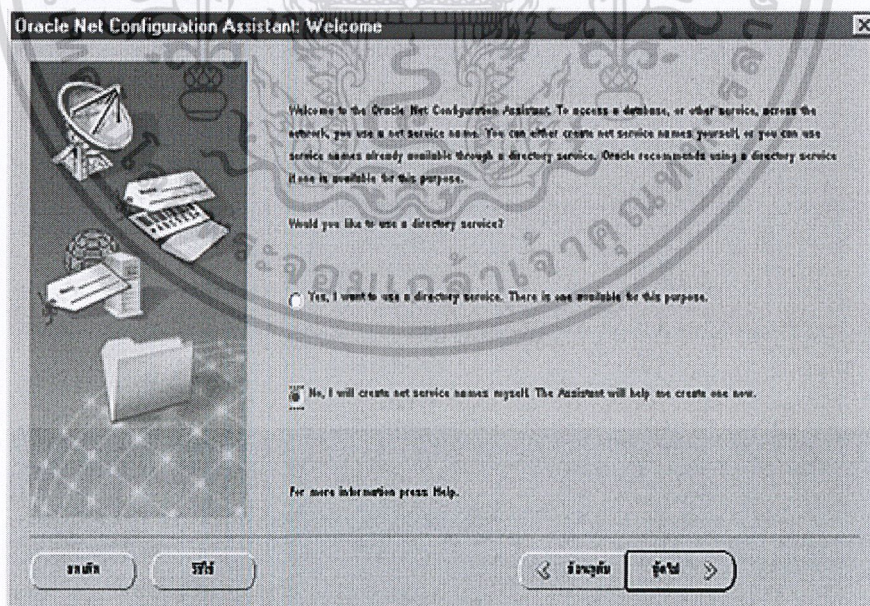 Oracle Net Configuration Assistant: Welcome
Welcome to the Oracle Net Configuration Assistant. To access a database, or other service, across the
network, you use a net service name. You can either create net service names yourself, or you can use
service names already available through a directory service. Oracle recommends using a directory service
if one is available for this purpose.
Would you like to use a directory service?
Yes, I want to use a directory service. There is one available for this purpose.
No, I will create net service names myself. The Assistant will help me create one now.
For more information press Help.
ยกเลิก
วิธีใช้
ย้อนกลับ
ถัดไป